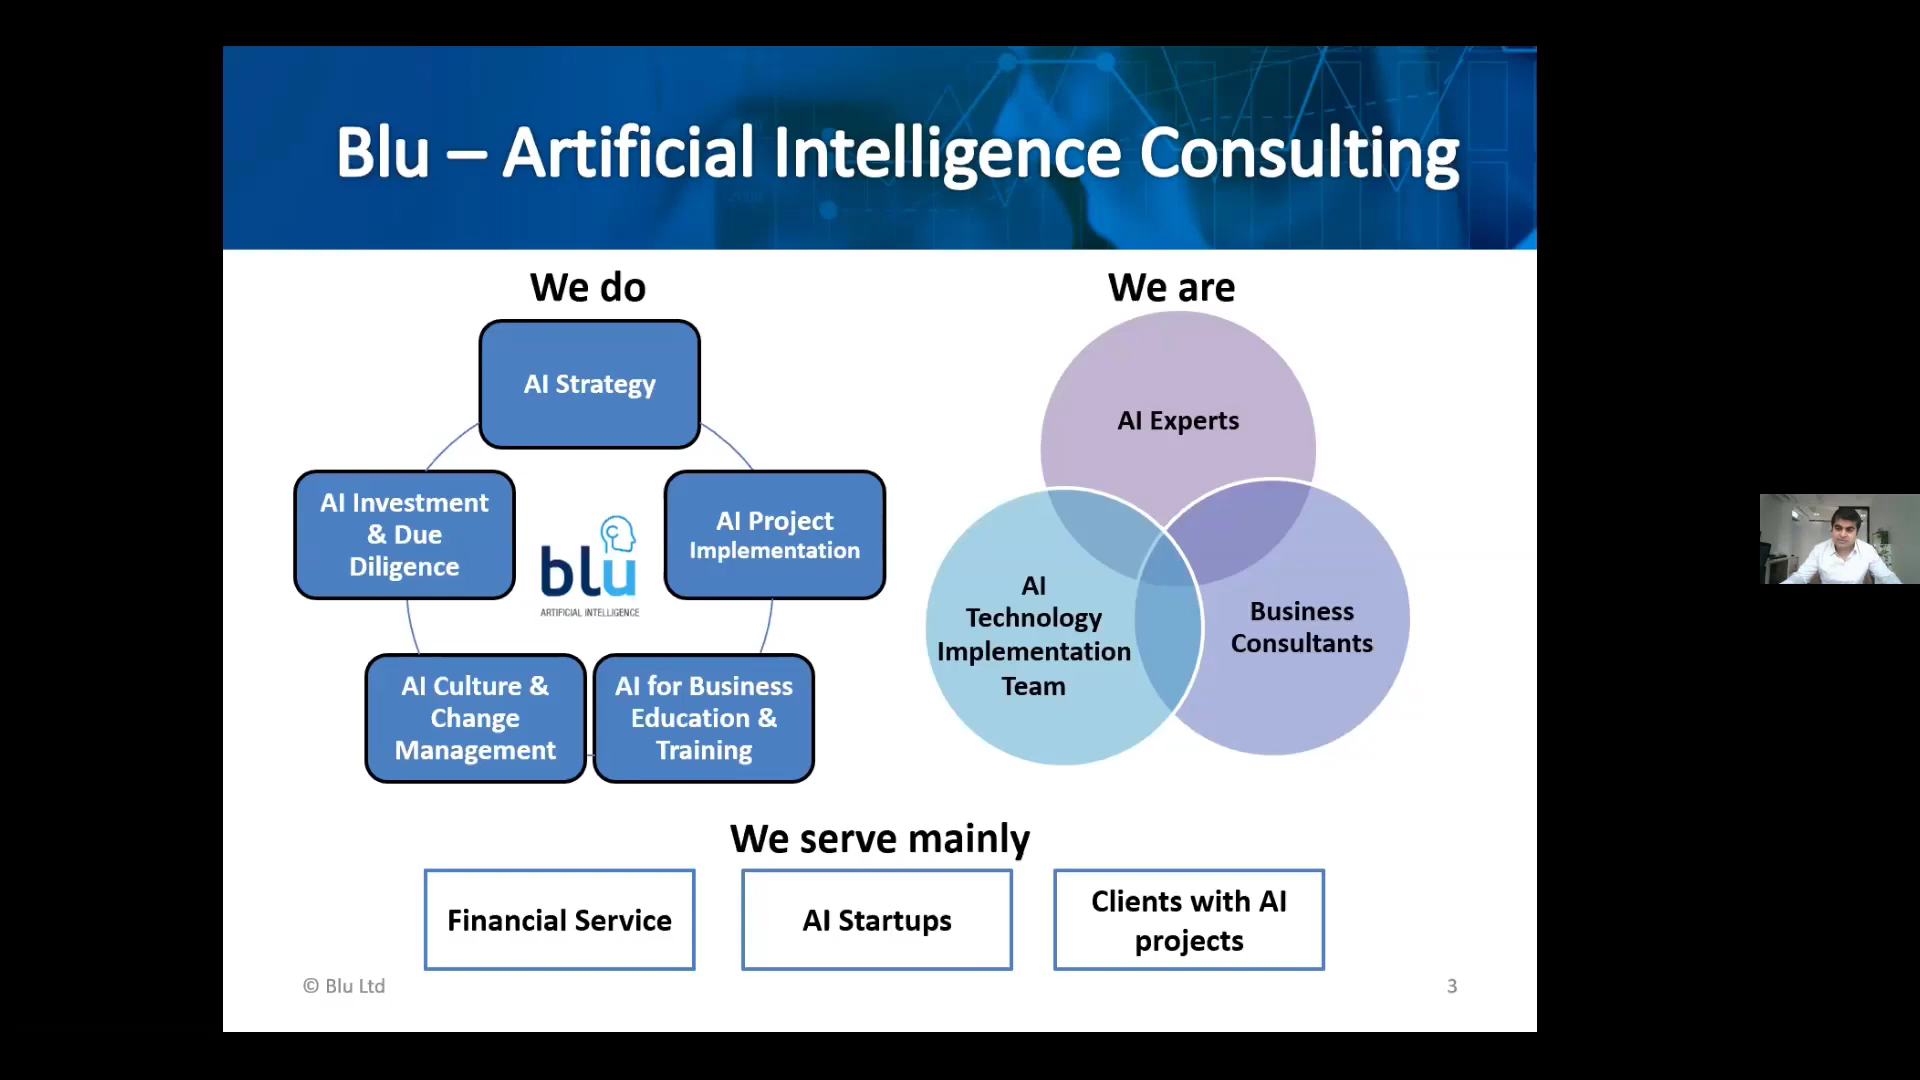 Blu – Artificial Intelligence Consulting
We do
AI Strategy
AI Investment
& Due
Diligence
AI Project
Implementation
blu
ARTIFICIAL INTELLIGENCE
AI Culture &
Change
Management
AI for Business
Education &
Training
We are
AI Experts
AI
Technology
Implementation
Team
Business
Consultants
We serve mainly
Financial Service
AI Startups
Clients with AI
projects
© Blu Ltd
3